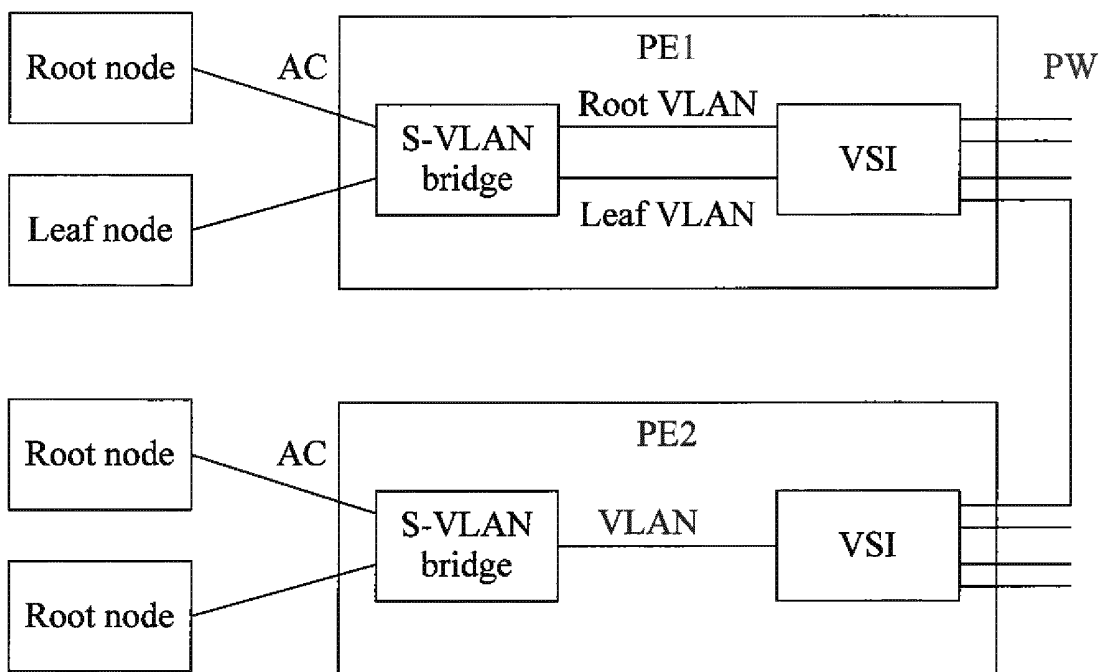 PE1
PW
Root node
AC
Root VLAN
S-VLAN
bridge
VSI
Leaf node
Leaf VLAN
PE2
Root node
AC
VLAN
S-VLAN
bridge
VSI
Root node